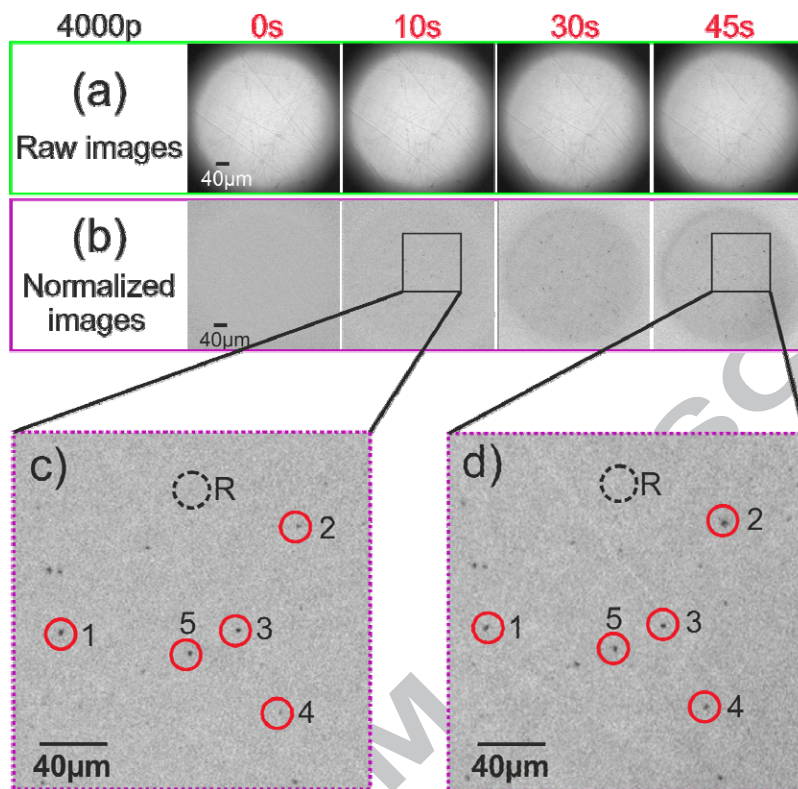 4000p 0s 10s 30s 45s
(a)
Raw images
40µm
(b)
Normalized
images
40µm
c)
R
2
1
5
3
4
40µm
d)
R
2
1
5
3
4
40µm